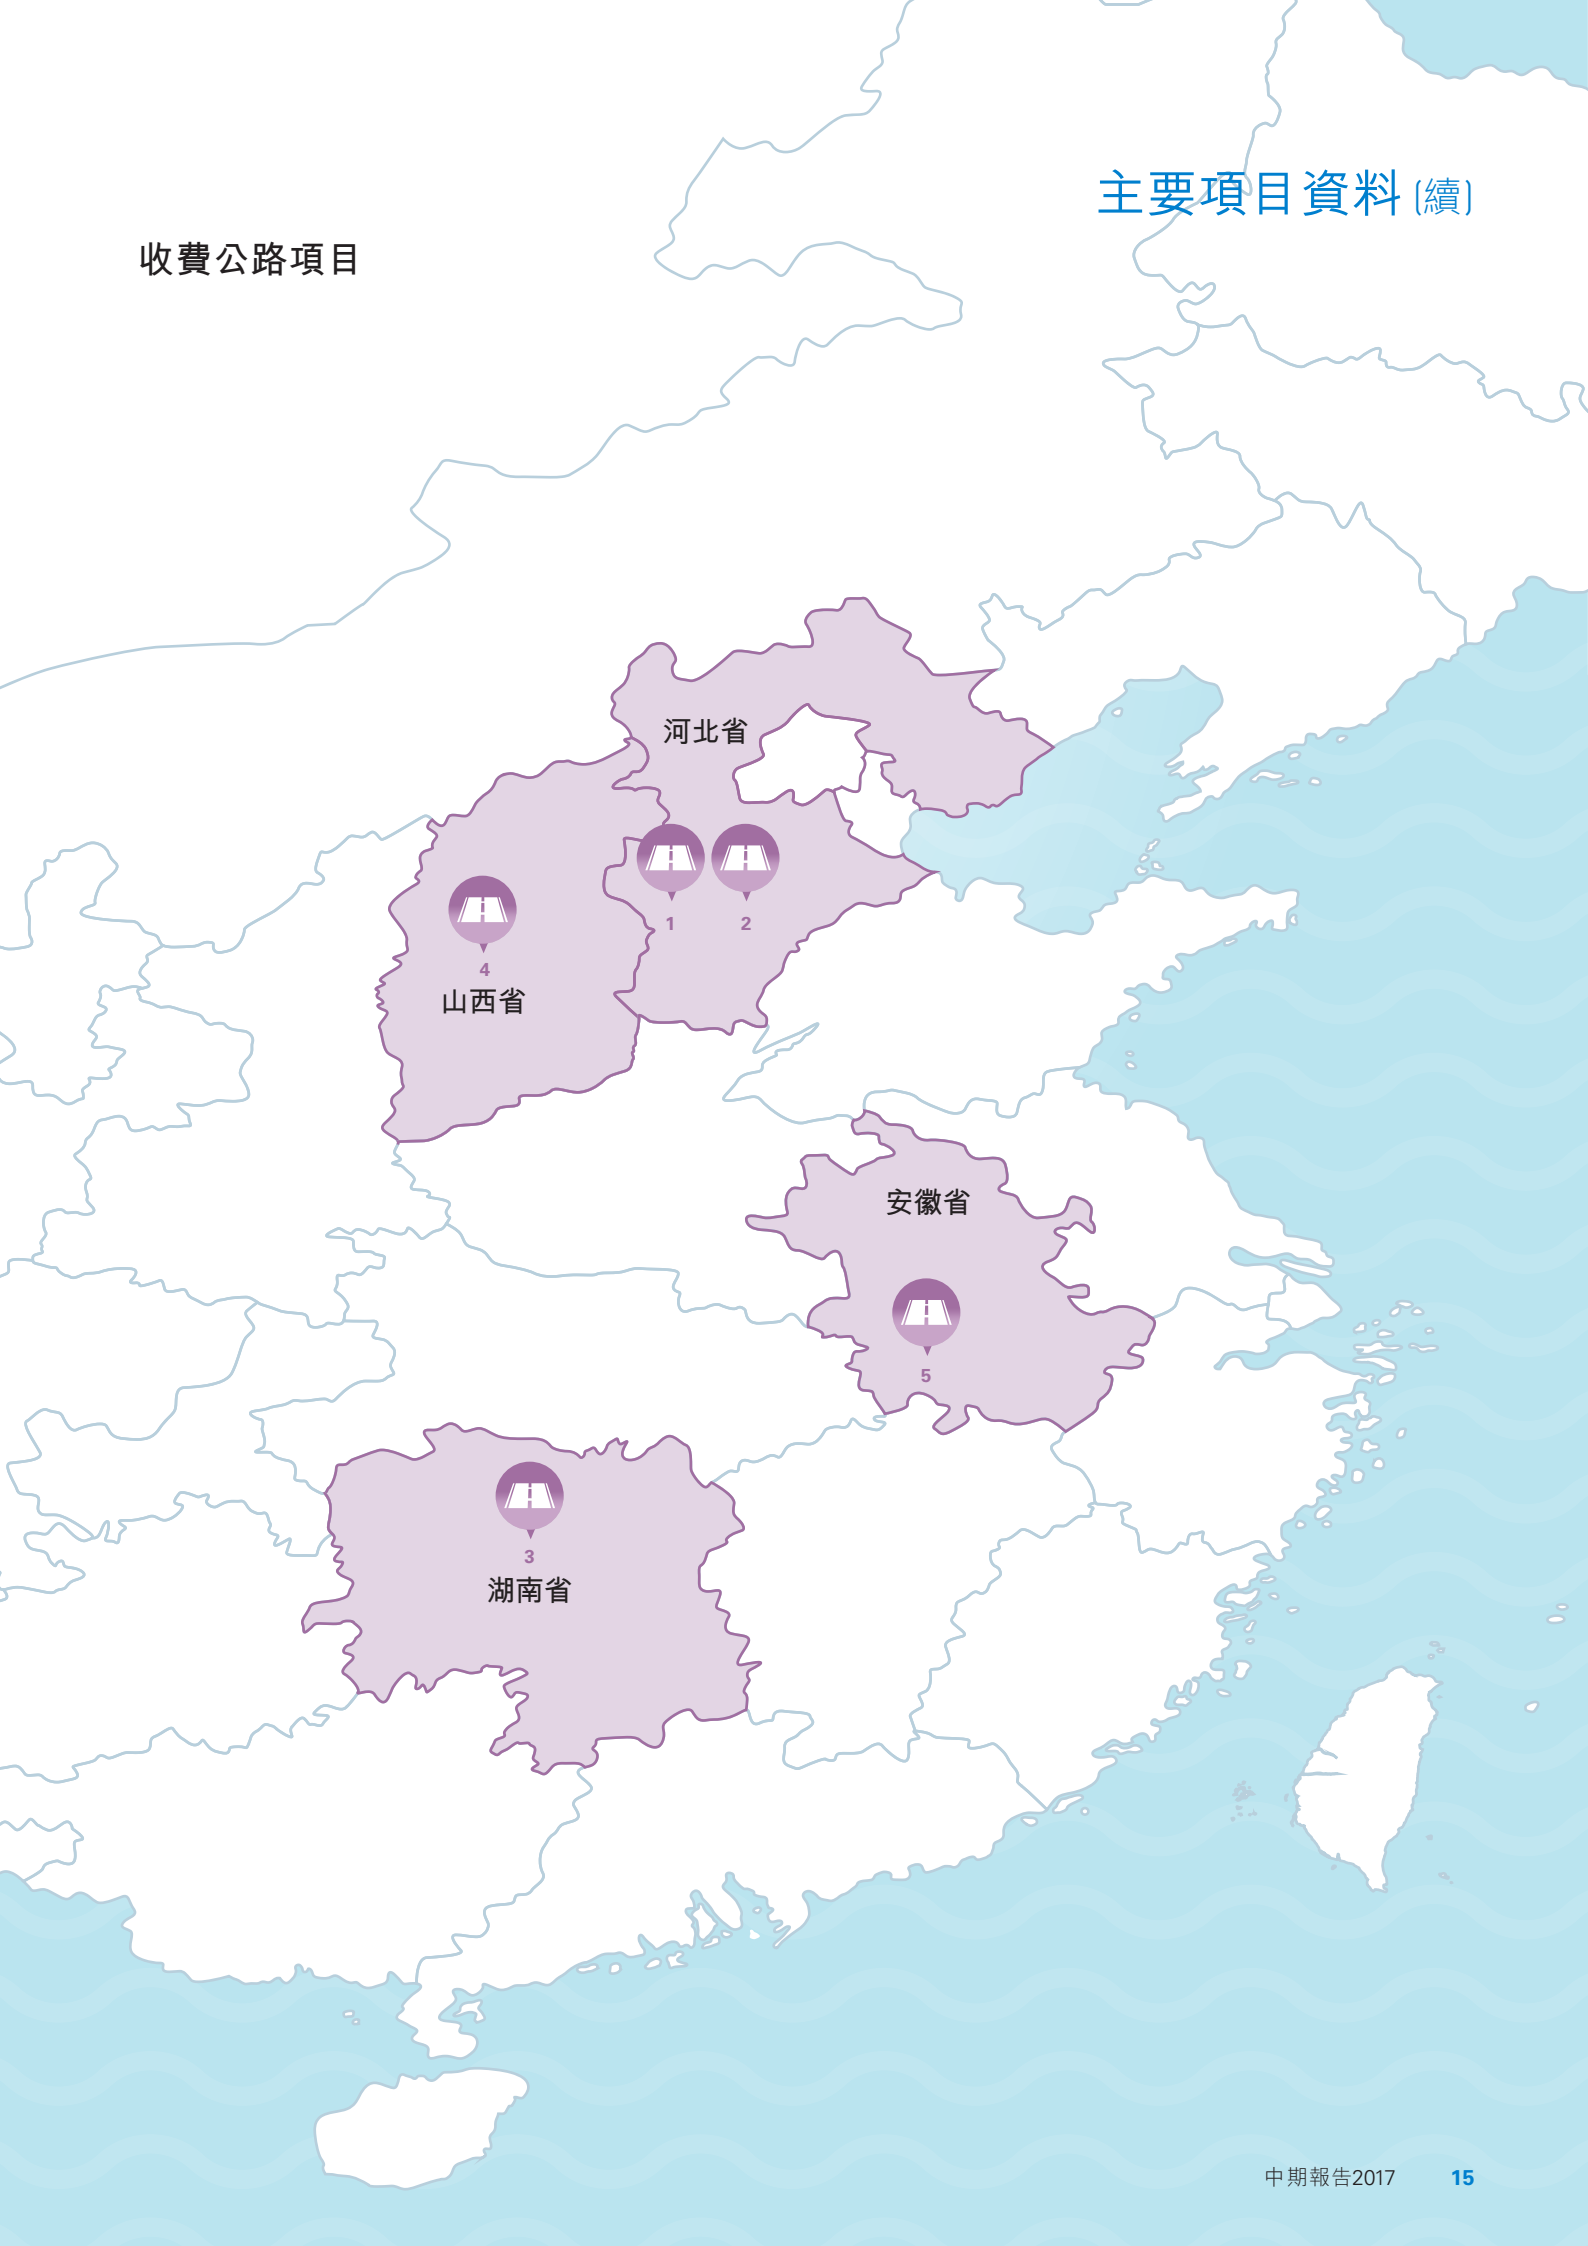 主要項目資料 (續)
收費公路項目
河北省
1
2
4
山西省
安徽省
5
3
湖南省
中期報告2017
15